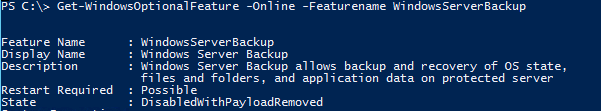 PS C:\> Get-WindowsOptionalFeature -Online -Featurename WindowsServerBackup
Feature Name : WindowsServerBackup
Display Name : Windows Server Backup
Description : Windows Server Backup allows backup and recovery of OS state,
files and folders, and application data on protected server
Restart Required : Possible
State : DisabledWithPayloadRemoved